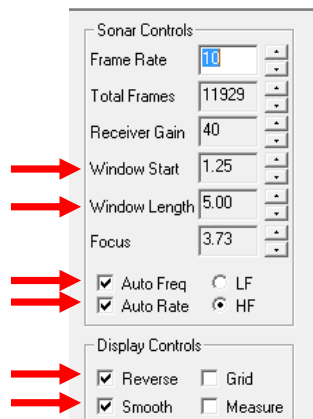 Sonar Controls
Frame Rate 10
Total Frames 11929
Receiver Gain 40
Window Start 1.25
Window Length 5.00
Focus 3.73
Auto Freq LF
Auto Rate HF
Display Controls
Reverse Grid
Smooth Measure